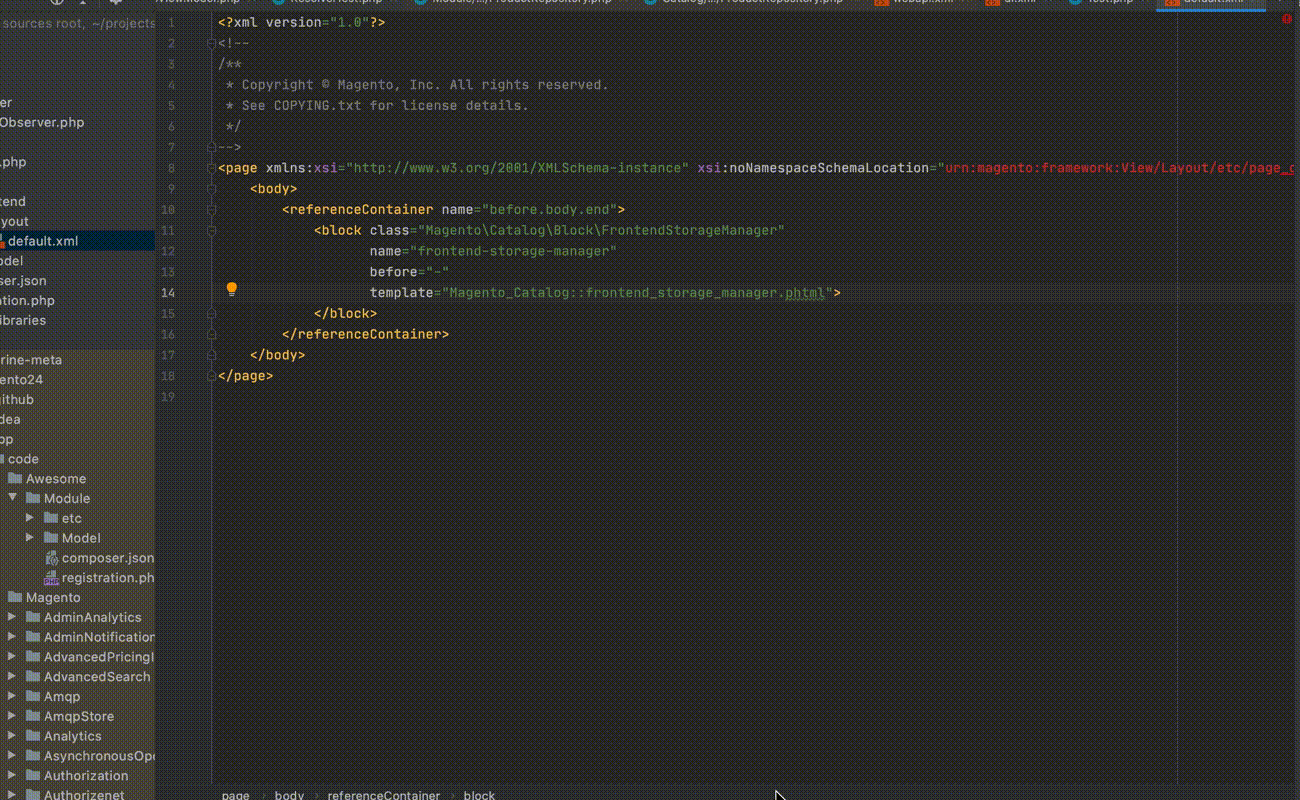 sources root, ~/projects
er
Observer.php
.php
tend
yout
default.xml
odel
ser.json
ation.php
ibraries
rine-meta
ento24
github
dea
pp
code
Awesome
Module
etc
Model
composer.json
registration.ph
Magento
AdminAnalytics
AdminNotification
AdvancedPricingI
AdvancedSearch
Amqp
AmqpStore
Analytics
AsynchronousOpe
Authorization
Authorizenet
1 <?xml version="1.0"?>
2 <!--
3 /**
4  * Copyright © Magento, Inc. All rights reserved.
5  * See COPYING.txt for license details.
6  */
7 -->
8 <page xmlns:xsi="http://www.w3.org/2001/XMLSchema-instance" xsi:noNamespaceSchemaLocation="urn:magento:framework:View/Layout/etc/page_c
9     <body>
10         <referenceContainer name="before.body.end">
11             <block class="Magento\Catalog\Block\FrontendStorageManager"
12                    name="frontend-storage-manager"
13                    before="-"
14                    template="Magento_Catalog::frontend_storage_manager.phtml">
15             </block>
16         </referenceContainer>
17     </body>
18 </page>
19
page › body › referenceContainer › block